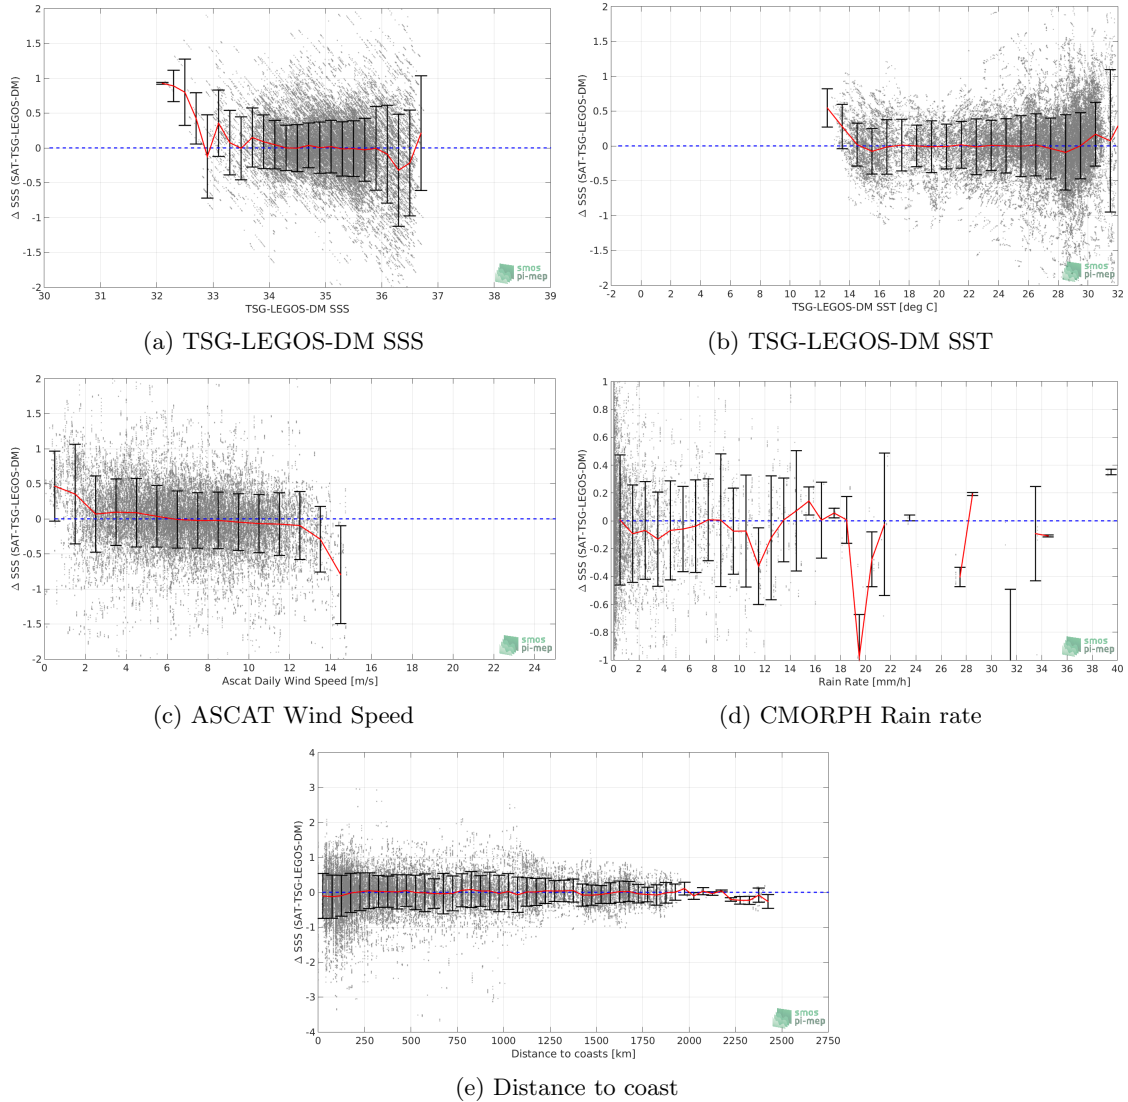 2
1.5
1
0.5
0
-0.5
-1
-1.5
-2
Δ SSS (SAT-TSG-LEGOS-DM)
30 31 32 33 34 35 36 37 38 39
TSG-LEGOS-DM SSS
smos
pi-mep
(a) TSG-LEGOS-DM SSS
2
1.5
1
0.5
0
-0.5
-1
-1.5
-2
Δ SSS (SAT-TSG-LEGOS-DM)
-2 0 2 4 6 8 10 12 14 16 18 20 22 24 26 28 30 32
TSG-LEGOS-DM SST [deg C]
smos
pi-mep
(b) TSG-LEGOS-DM SST
2
1.5
1
0.5
0
-0.5
-1
-1.5
-2
Δ SSS (SAT-TSG-LEGOS-DM)
0 2 4 6 8 10 12 14 16 18 20 22 24
Ascat Daily Wind Speed [m/s]
smos
pi-mep
(c) ASCAT Wind Speed
1
0.8
0.6
0.4
0.2
0
-0.2
-0.4
-0.6
-0.8
-1
Δ SSS (SAT-TSG-LEGOS-DM)
0 2 4 6 8 10 12 14 16 18 20 22 24 26 28 30 32 34 36 38 40
Rain Rate [mm/h]
smos
pi-mep
(d) CMORPH Rain rate
4
3
2
1
0
-1
-2
-3
-4
Δ SSS (SAT-TSG-LEGOS-DM)
0 250 500 750 1000 1250 1500 1750 2000 2250 2500 2750
Distance to coasts [km]
smos
pi-mep
(e) Distance to coast